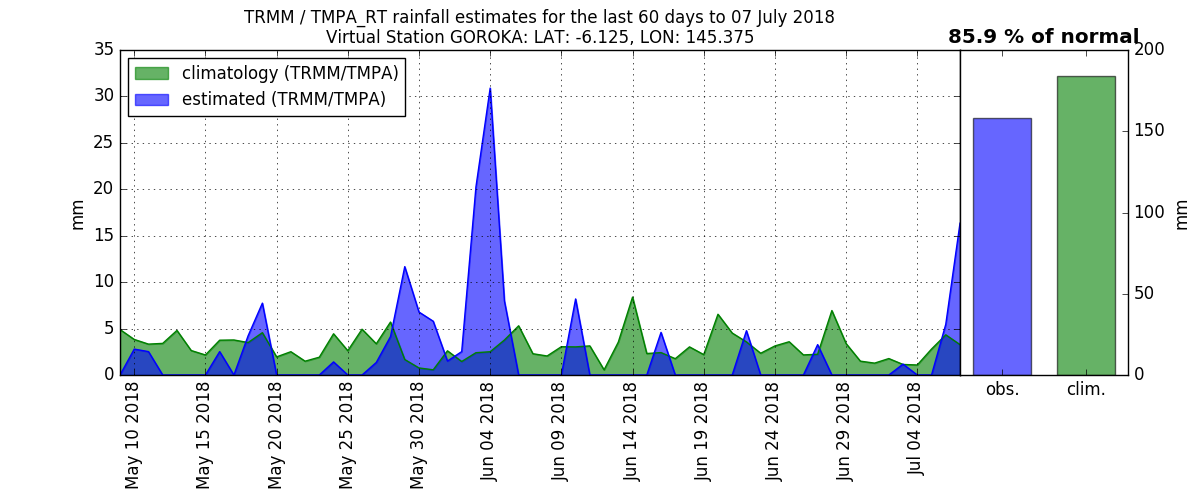 TRMM / TMPA_RT rainfall estimates for the last 60 days to 07 July 2018
Virtual Station GOROKA: LAT: -6.125, LON: 145.375
85.9 % of normal
climatology (TRMM/TMPA)
estimated (TRMM/TMPA)
mm
35
30
25
20
15
10
5
0
May 10 2018
May 15 2018
May 20 2018
May 25 2018
May 30 2018
Jun 04 2018
Jun 09 2018
Jun 14 2018
Jun 19 2018
Jun 24 2018
Jun 29 2018
Jul 04 2018
obs.
clim.
200
150
100
50
0
mm